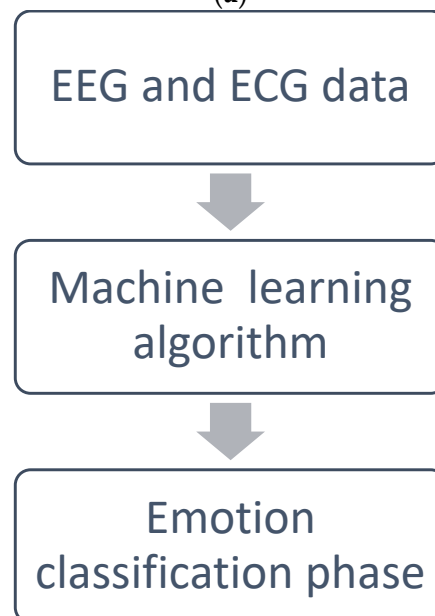 (a)
EEG and ECG data
Machine learning
algorithm
Emotion
classification phase